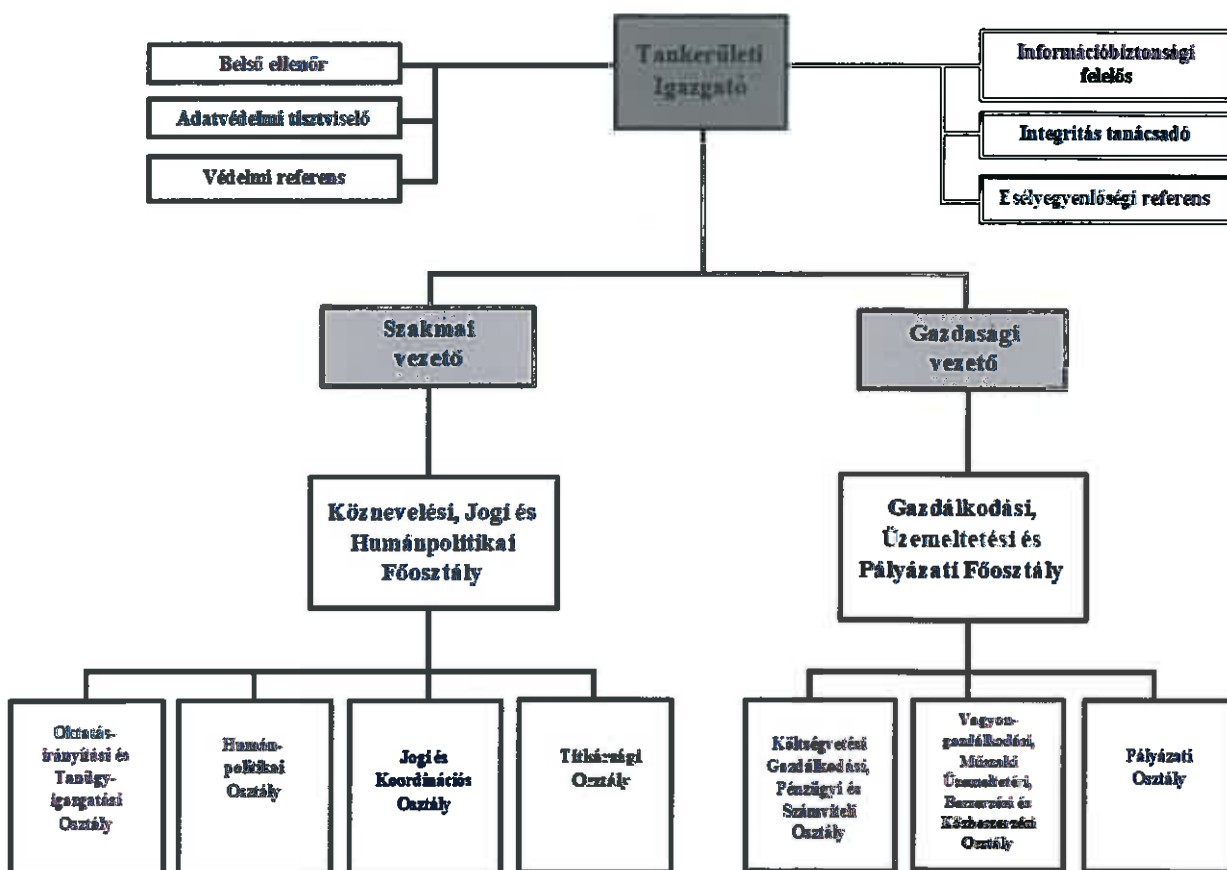 Tankerületi
Igazgató
Belső ellenőr
Adatvédelmi tisztviselő
Védelmi referens
Információbiztonsági
felelős
Integritás tanácsadó
Esélyegyenlőségi referens
Szakmai
vezető
Gazdasági
vezető
Köznevelési, Jogi és
Humánpolitikai
Főosztály
Gazdálkodási,
Üzemeltetési és
Pályázati Főosztály
Oktatás-
irányítási és
Tanügy-
igazgatási
Osztály
Humán-
politikai
Osztály
Jogi és
Koordinációs
Osztály
Titkársági
Osztály
Költségvetési
Gazdálkodási,
Pénzügyi és
Számviteli
Osztály
Vagyon-
gazdálkodási,
Műszaki
Üzemeltetési,
Beszerzési és
Közbeszerzési
Osztály
Pályázati
Osztály